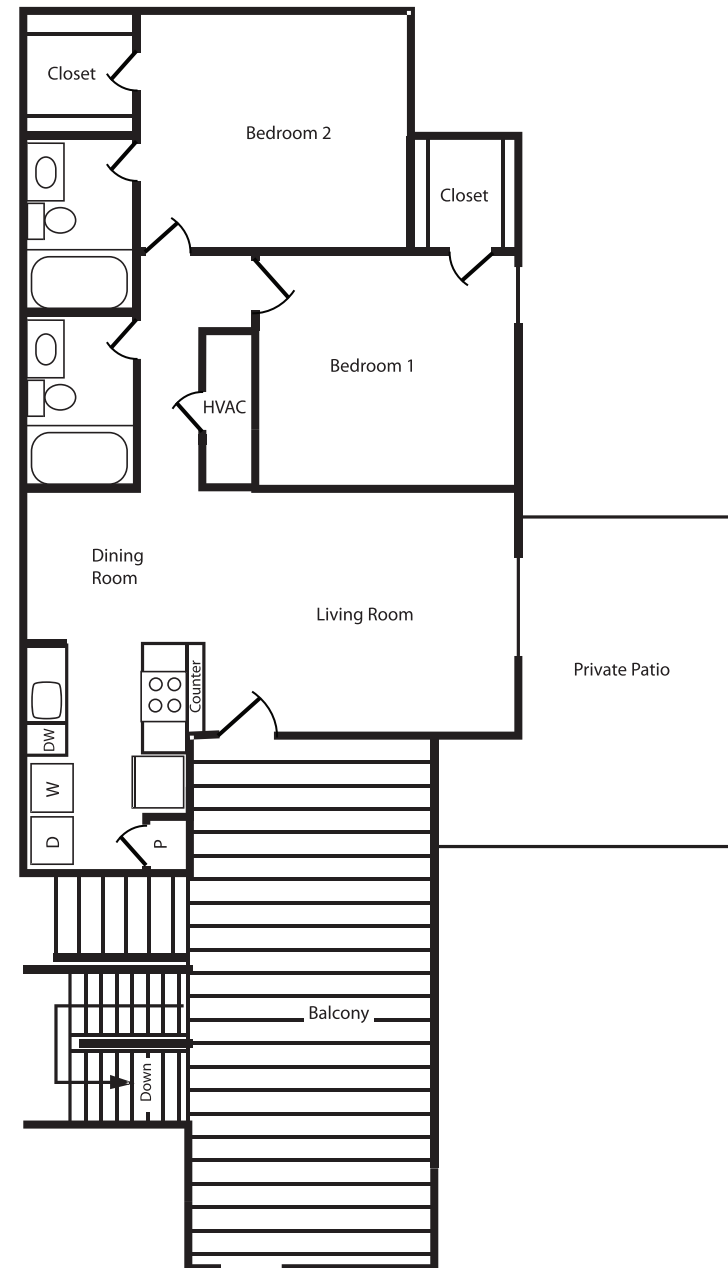 Closet
Bedroom 2
Closet
Bedroom 1
HVAC
Dining
Room
Living Room
Private Patio
Counter
DW
W
D
P
Balcony
Down